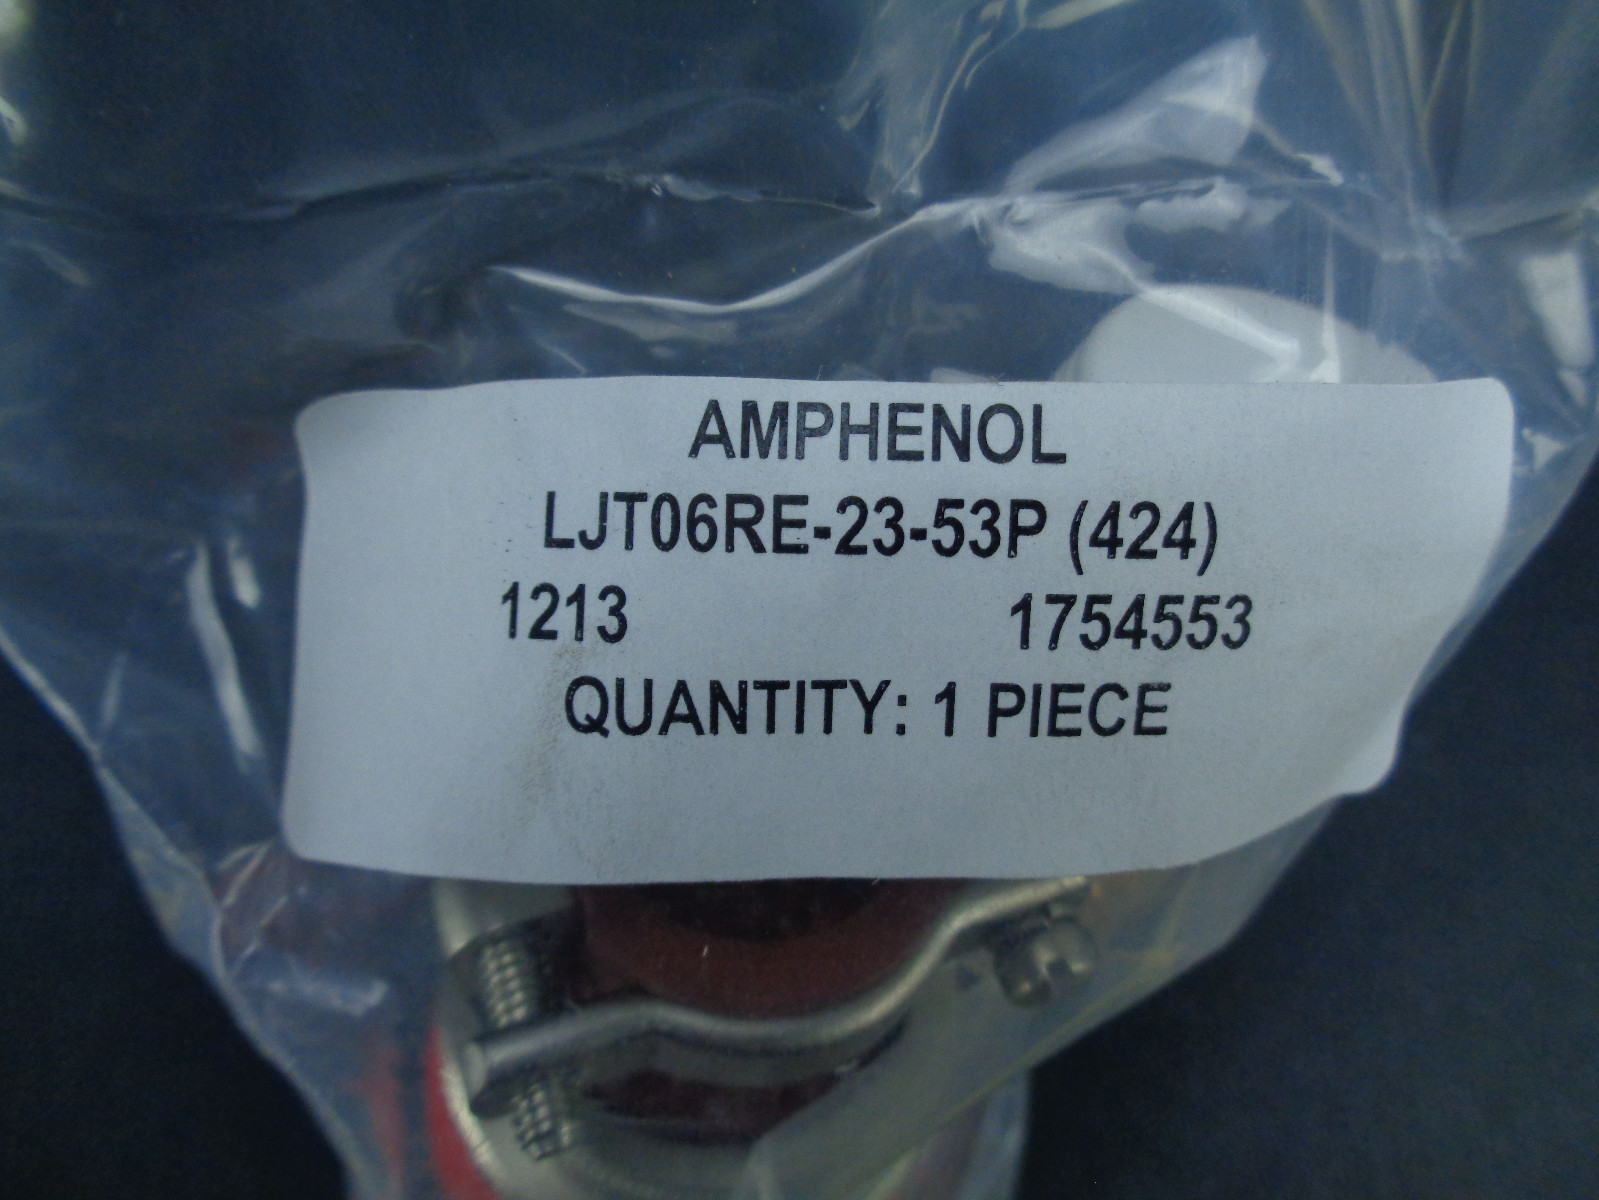 AMPHENOL
LJT06RE-23-53P (424)
1213 1754553
QUANTITY: 1 PIECE